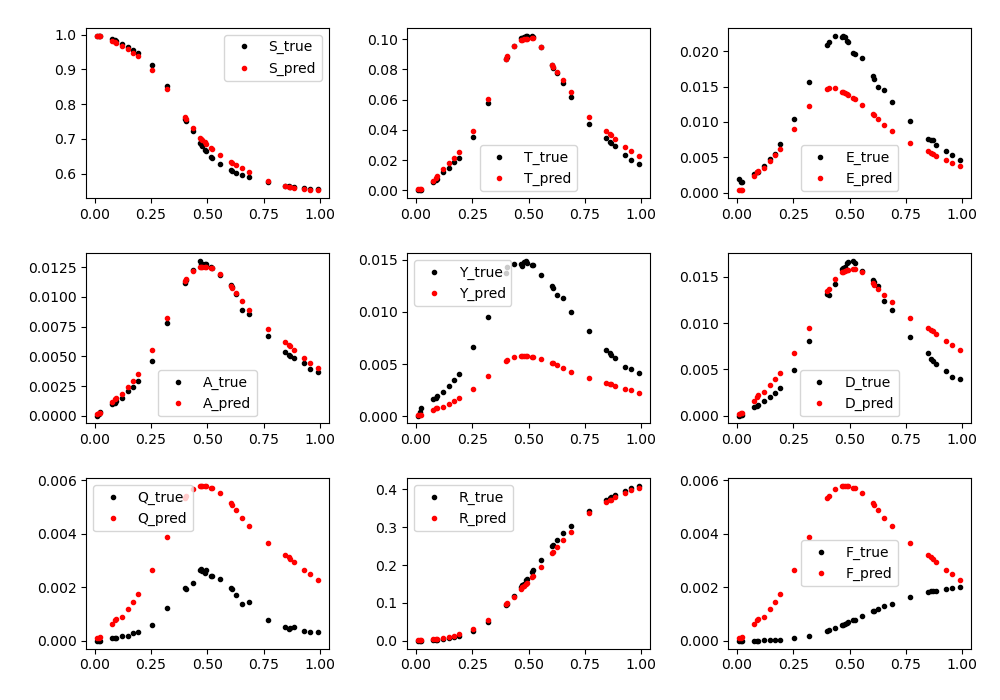 1.0
0.9
0.8
0.7
0.6
S_true
S_pred
0.00 0.25 0.50 0.75 1.00
0.10
0.08
0.06
0.04
0.02
0.00
T_true
T_pred
0.00 0.25 0.50 0.75 1.00
0.020
0.015
0.010
0.005
0.000
E_true
E_pred
0.00 0.25 0.50 0.75 1.00
0.0125
0.0100
0.0075
0.0050
0.0025
0.0000
A_true
A_pred
0.00 0.25 0.50 0.75 1.00
0.015
0.010
0.005
0.000
Y_true
Y_pred
0.00 0.25 0.50 0.75 1.00
0.015
0.010
0.005
0.000
D_true
D_pred
0.00 0.25 0.50 0.75 1.00
0.006
0.004
0.002
0.000
Q_true
Q_pred
0.00 0.25 0.50 0.75 1.00
0.4
0.3
0.2
0.1
0.0
R_true
R_pred
0.00 0.25 0.50 0.75 1.00
0.006
0.004
0.002
0.000
F_true
F_pred
0.00 0.25 0.50 0.75 1.00